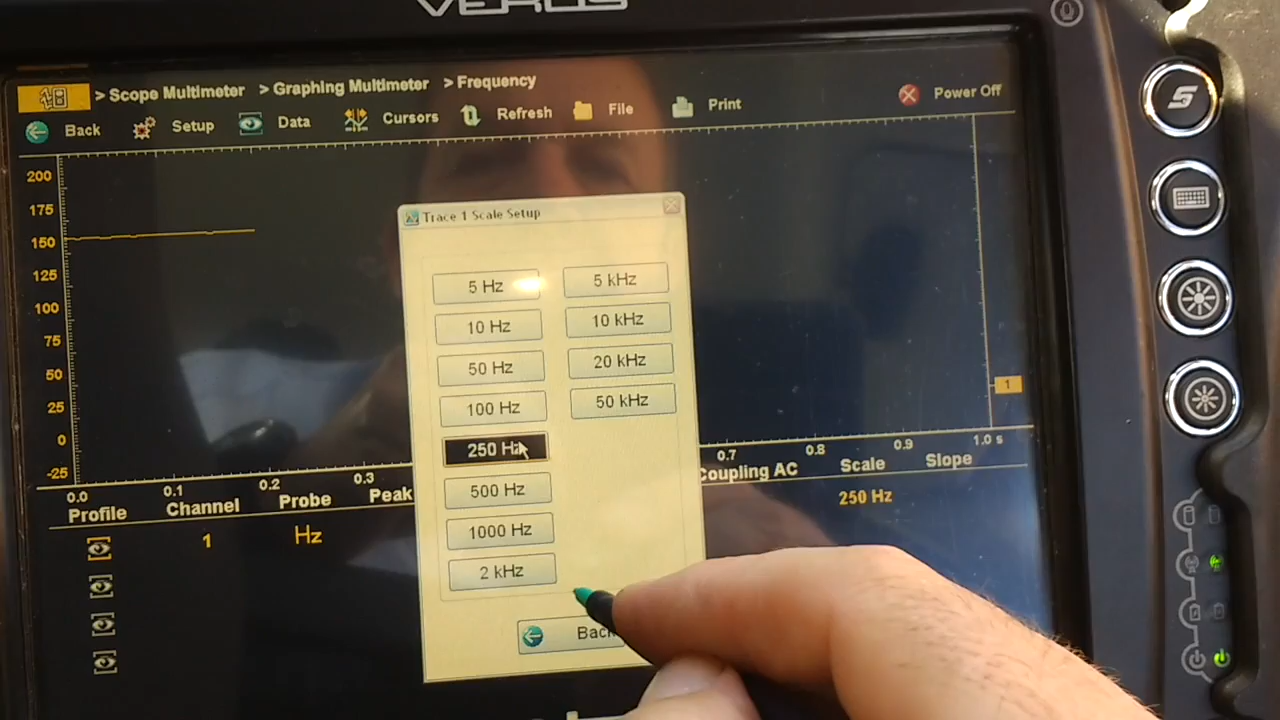 VERUS
> Scope Multimeter > Graphing Multimeter > Frequency
Back Setup Data Cursors Refresh File Print Power Off
200
175
150
125
100
75
50
25
0
-25
Trace 1 Scale Setup
5 Hz 5 kHz
10 Hz 10 kHz
50 Hz 20 kHz
100 Hz 50 kHz
250 Hz
500 Hz
1000 Hz
2 kHz
Back
1
0.0 0.1 0.2 0.3 0.7 0.8 0.9 1.0 s
Profile Channel Probe Peak Coupling AC Scale Slope
1 Hz 250 Hz